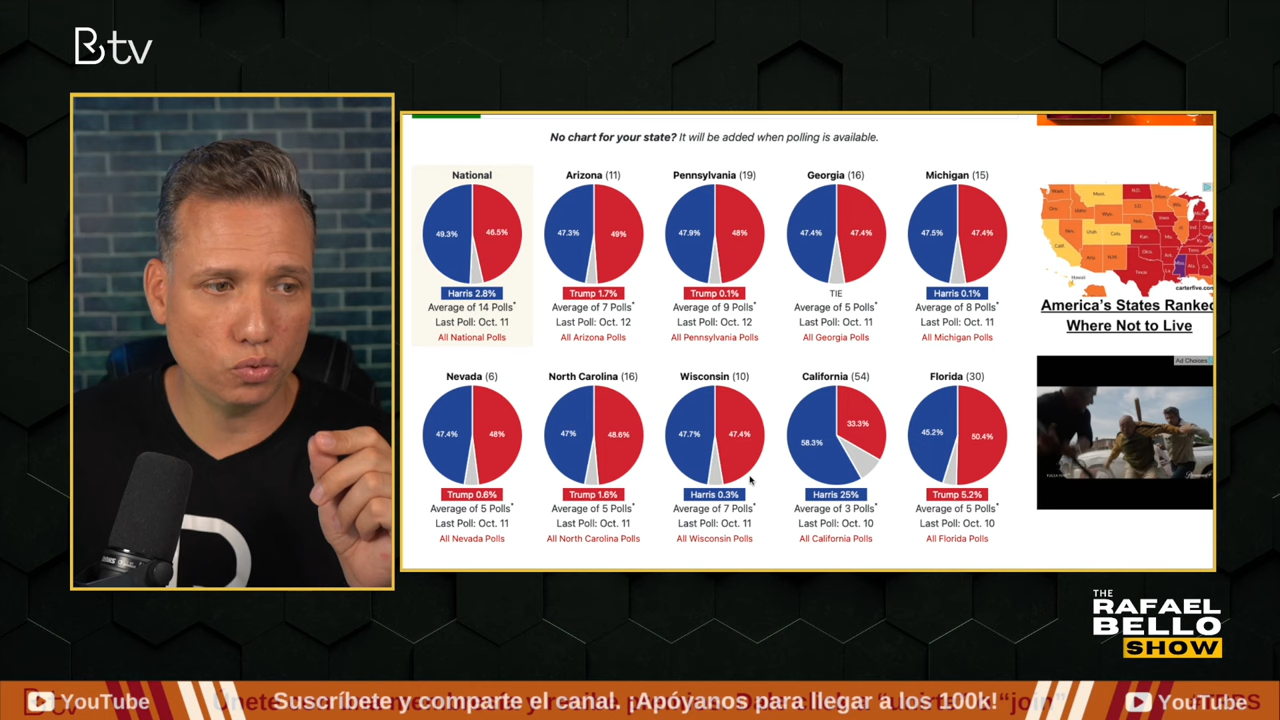 Btv
No chart for your state? It will be added when polling is available.
National
49.3%
46.5%
Harris 2.8%
Average of 14 Polls*
Last Poll: Oct. 11
All National Polls
Arizona (11)
47.3%
49%
Trump 1.7%
Average of 7 Polls*
Last Poll: Oct. 12
All Arizona Polls
Pennsylvania (19)
47.9%
48%
Trump 0.1%
Average of 9 Polls*
Last Poll: Oct. 12
All Pennsylvania Polls
Georgia (16)
47.4%
47.4%
TIE
Average of 5 Polls*
Last Poll: Oct. 11
All Georgia Polls
Michigan (15)
47.5%
47.4%
Harris 0.1%
Average of 8 Polls*
Last Poll: Oct. 11
All Michigan Polls
Nevada (6)
47.4%
48%
Trump 0.6%
Average of 5 Polls*
Last Poll: Oct. 11
All Nevada Polls
North Carolina (16)
47%
48.6%
Trump 1.6%
Average of 5 Polls*
Last Poll: Oct. 11
All North Carolina Polls
Wisconsin (10)
47.7%
47.4%
Harris 0.3%
Average of 7 Polls*
Last Poll: Oct. 11
All Wisconsin Polls
California (54)
58.3%
33.3%
Harris 25%
Average of 3 Polls*
Last Poll: Oct. 10
All California Polls
Florida (30)
45.2%
50.4%
Trump 5.2%
Average of 5 Polls*
Last Poll: Oct. 10
All Florida Polls
carterfive.com
America's States Ranked
Where Not to Live
Ad Choices
THE
RAFAEL
BELLO
SHOW
YouTube
Suscríbete y comparte el canal. ¡Apóyanos para llegar a los 100k!
"join"
YouTube